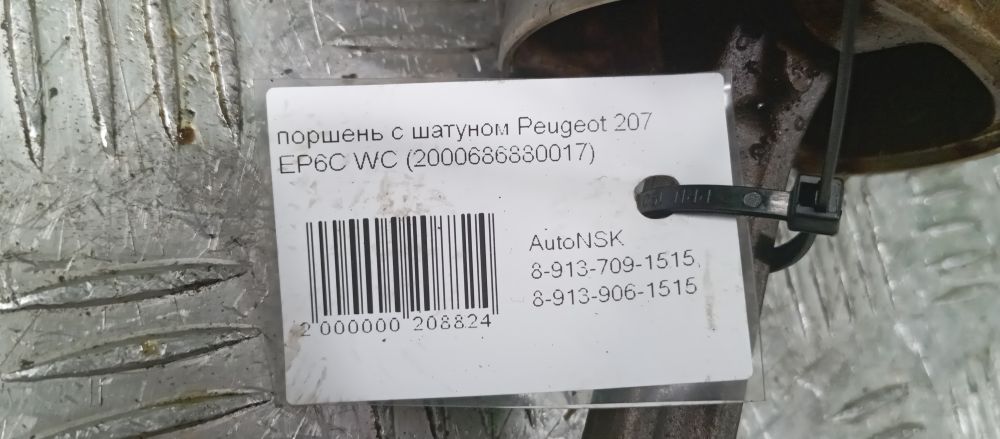 поршень с шатуном Peugeot 207
EP6C WC (2000686880017)
AutoNSK
8-913-709-1515,
8-913-906-1515
2 000000 208824